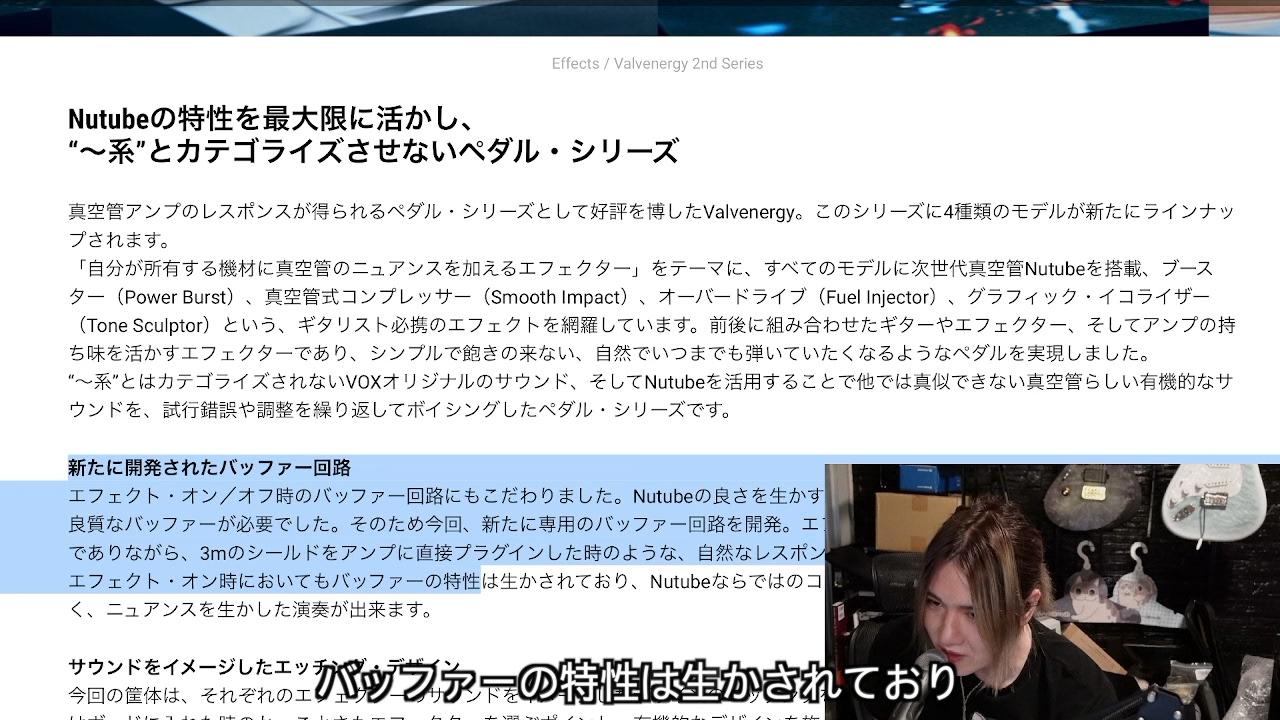 Effects / Valvenergy 2nd Series
Nutubeの特性を最大限に活かし、
“〜系”とカテゴライズさせないペダル・シリーズ
真空管アンプのレスポンスが得られるペダル・シリーズとして好評を博したValvenergy。このシリーズに4種類のモデルが新たにラインナッ
プされます。
「自分が所有する機材に真空管のニュアンスを加えるエフェクター」をテーマに、すべてのモデルに次世代真空管Nutubeを搭載、ブース
ター（Power Burst）、真空管式コンプレッサー（Smooth Impact）、オーバードライブ（Fuel Injector）、グラフィック・イコライザー
（Tone Sculptor）という、ギタリスト必携のエフェクトを網羅しています。前後に組み合わせたギターやエフェクター、そしてアンプの持
ち味を活かすエフェクターであり、シンプルで飽きの来ない、自然でいつまでも弾いていたくなるようなペダルを実現しました。
“〜系”とはカテゴライズされないVOXオリジナルのサウンド、そしてNutubeを活用することで他では真似できない真空管らしい有機的なサ
ウンドを、試行錯誤や調整を繰り返してボイシングしたペダル・シリーズです。
新たに開発されたバッファー回路
エフェクト・オン／オフ時のバッファー回路にもこだわりました。Nutubeの良さを生かす
良質なバッファーが必要でした。そのため今回、新たに専用のバッファー回路を開発。エ
でありながら、3mのシールドをアンプに直接プラグインした時のような、自然なレスポン
エフェクト・オン時においてもバッファーの特性は生かされており、Nutubeならではのコ
く、ニュアンスを生かした演奏が出来ます。
サウンドをイメージしたエッチング・デザイン
バッファーの特性は生かされており
今回の筐体は、それぞれのエフェクターのサウンドを